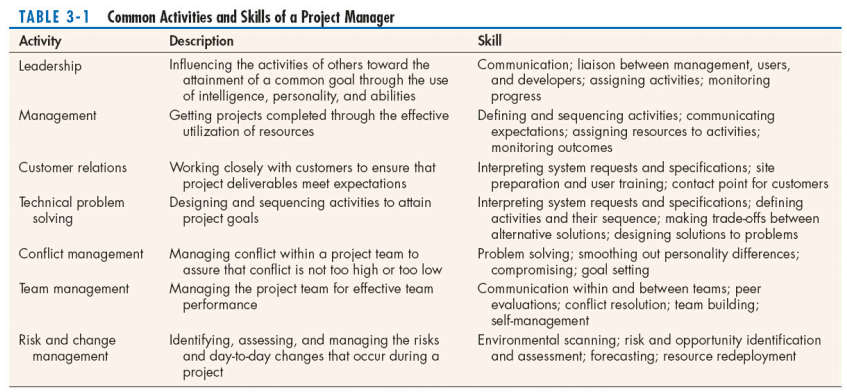 TABLE 3-1 Common Activities and Skills of a Project Manager
Activity Description Skill
Leadership Influencing the activities of others toward the Communication; liaison between management, users,
attainment of a common goal through the use and developers; assigning activities; monitoring
of intelligence, personality, and abilities progress
Management Getting projects completed through the effective Defining and sequencing activities; communicating
utilization of resources expectations; assigning resources to activities;
monitoring outcomes
Customer relations Working closely with customers to ensure that Interpreting system requests and specifications; site
project deliverables meet expectations preparation and user training; contact point for customers
Technical problem Designing and sequencing activities to attain Interpreting system requests and specifications; defining
solving project goals activities and their sequence; making trade-offs between
alternative solutions; designing solutions to problems
Conflict management Managing conflict within a project team to Problem solving; smoothing out personality differences;
assure that conflict is not too high or too low compromising; goal setting
Team management Managing the project team for effective team Communication within and between teams; peer
performance evaluations; conflict resolution; team building;
self-management
Risk and change Identifying, assessing, and managing the risks Environmental scanning; risk and opportunity identification
management and day-to-day changes that occur during a and assessment; forecasting; resource redeployment
project